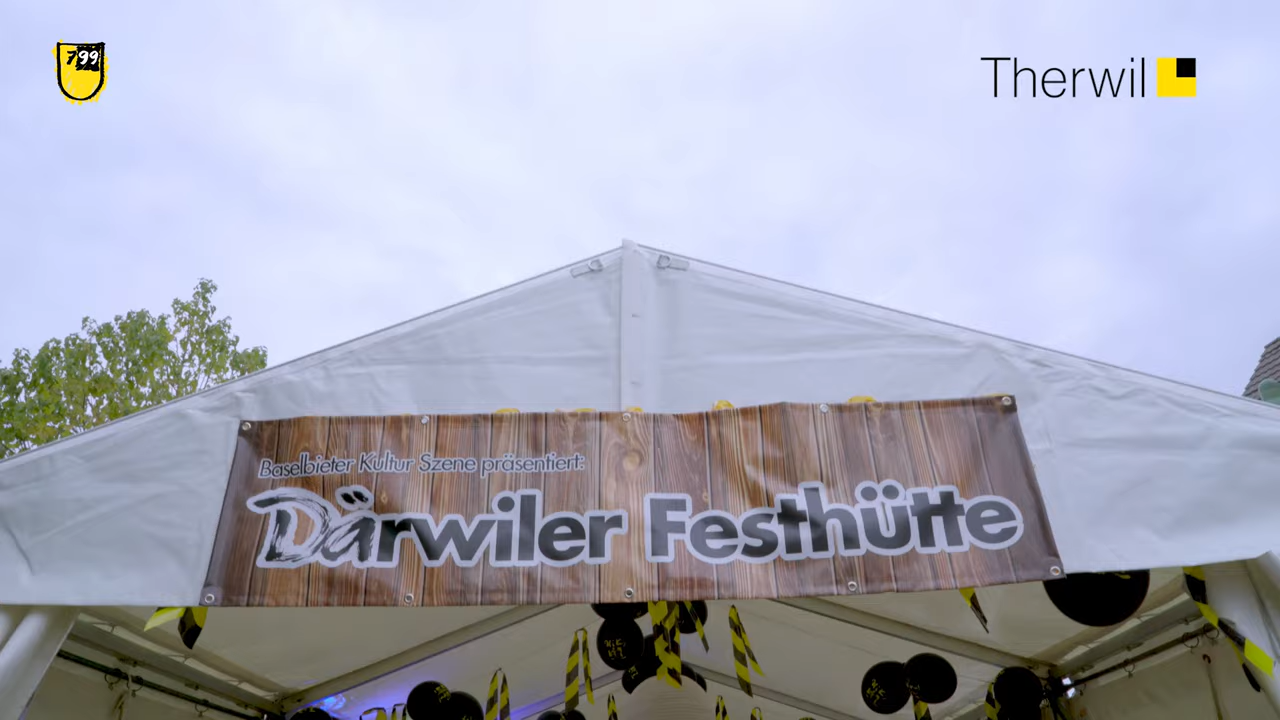 799
Therwil
Baselbieter Kultur Szene präsentiert:
Därwiler Festhütte